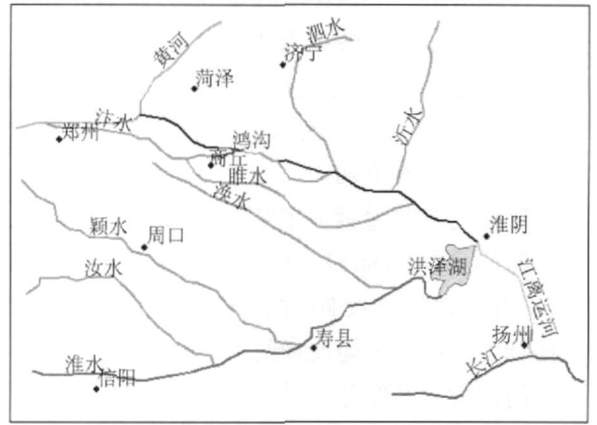 泗水
黄河
济宁
菏泽
汴水
郑州
鸿沟
沂水
商丘
睢水
涣水
颍水
周口
淮阴
汝水
洪泽湖
江漓运河
寿县
扬州
淮水
信阳
长江